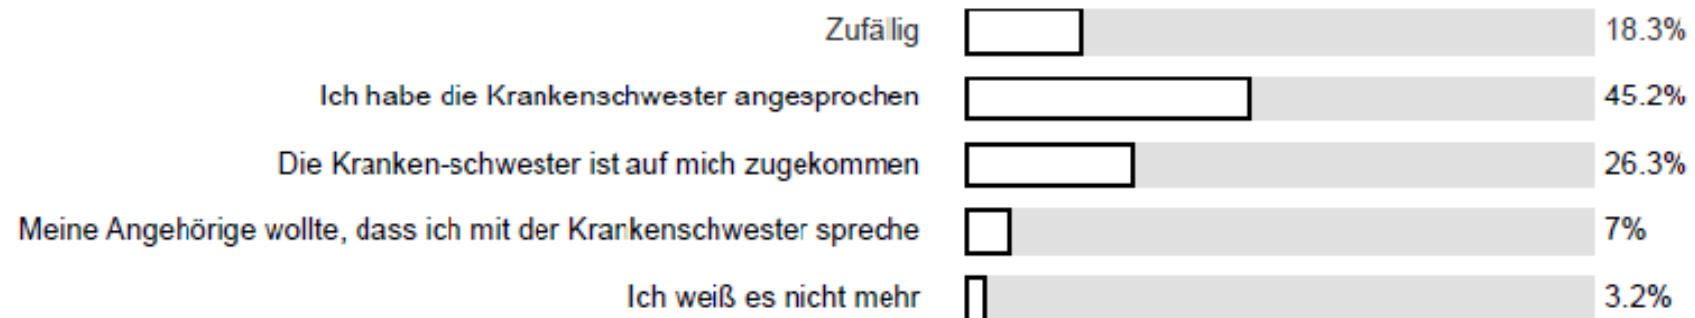 Zufällig 18.3%
Ich habe die Krankenschwester angesprochen 45.2%
Die Kranken-schwester ist auf mich zugekommen 26.3%
Meine Angehörige wollte, dass ich mit der Krankenschwester spreche 7%
Ich weiß es nicht mehr 3.2%